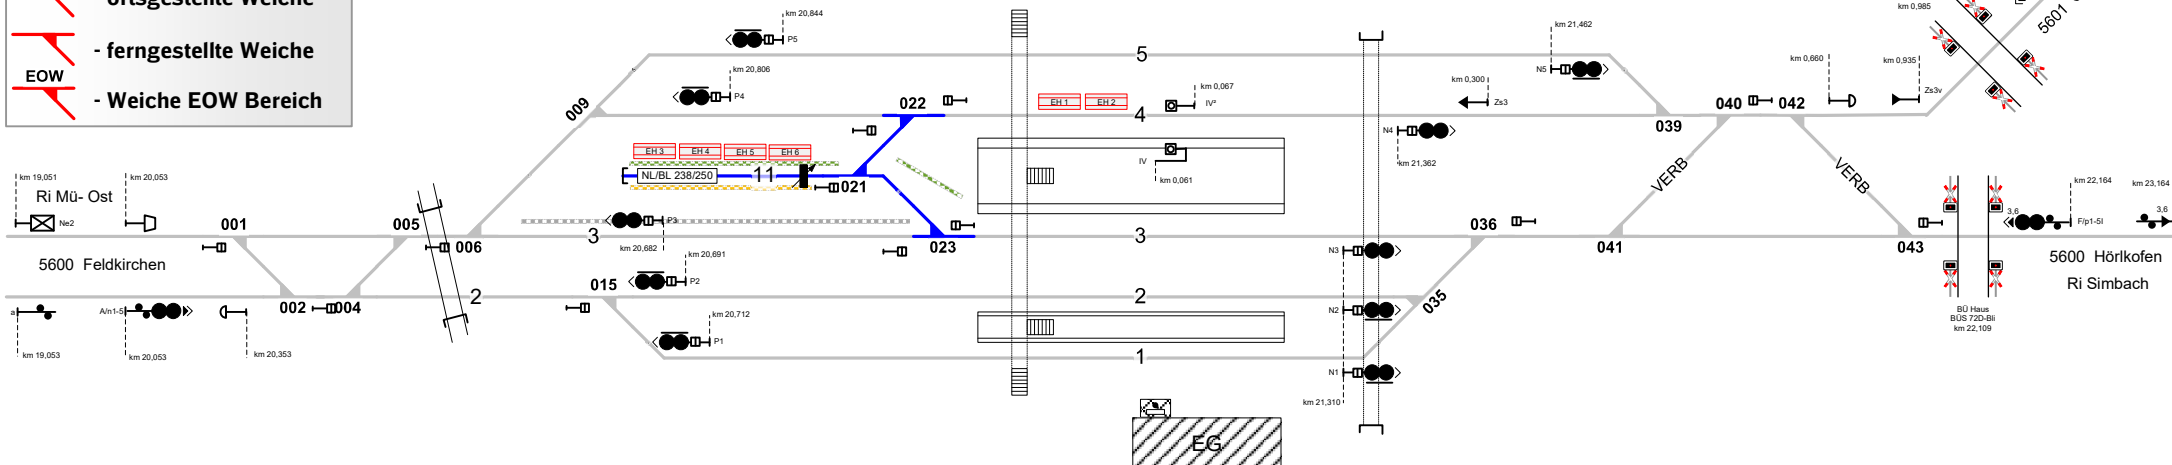 - ortsgestellte Weiche
- ferngestellte Weiche
EOW
- Weiche EOW Bereich
km 20,844
P5
km 20,806
P4
009
022
5
4
EH 1
EH 2
km 0,067
IV²
km 0,300
Zs3
km 21,462
N5
N4
km 21,362
039
040
042
km 0,660
km 0,935
Zs3v
km 0,985
5601
EH 3
EH 4
EH 5
EH 6
NL/BL 238/250
11
021
IV
km 0,061
VERB
VERB
km 19,051
km 20,053
Ri Mü- Ost
Ne2
001
005
006
3
P3
km 20,682
023
3
036
041
043
km 22,164
km 23,164
3,6
F/p1-5l
3,6
5600 Feldkirchen
5600 Hörlkofen
Ri Simbach
002
004
2
015
km 20,691
P2
2
N3
N2
035
a
A/n1-5
km 19,053
km 20,053
km 20,353
km 20,712
P1
1
N1
km 21,310
BÜ Haus
BÜS 72D-Bli
km 22,109
EG